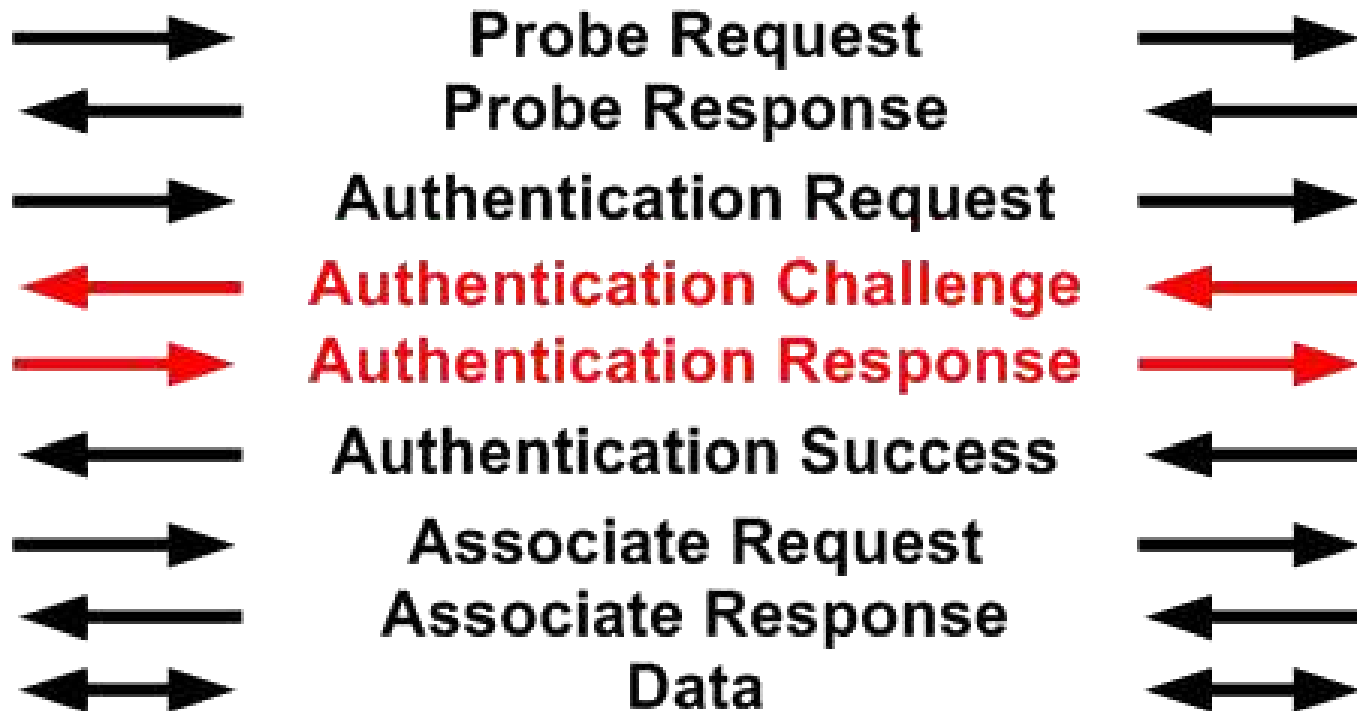 Probe Request
Probe Response
Authentication Request
Authentication Challenge
Authentication Response
Authentication Success
Associate Request
Associate Response
Data